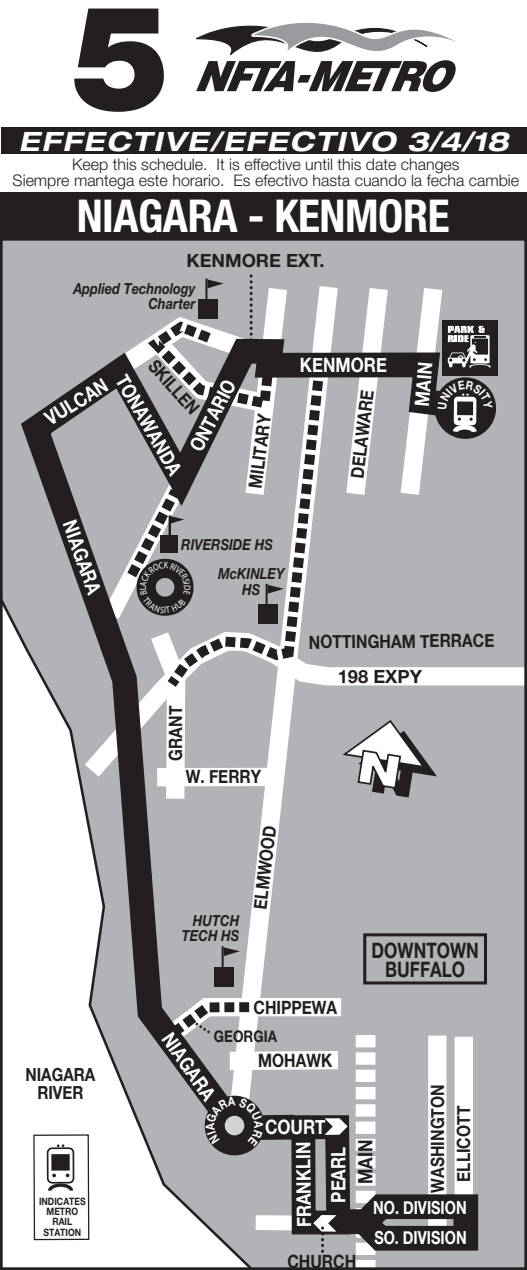 5
NFTA-METRO
EFFECTIVE/EFECTIVO 3/4/18
Keep this schedule. It is effective until this date changes
Siempre mantega este horario. Es efectivo hasta cuando la fecha cambie
NIAGARA - KENMORE
KENMORE EXT.
Applied Technology
Charter
PARK &
RIDE
KENMORE
MAIN
UNIVERSITY
SKILLEN
VULCAN
TONAWANDA
ONTARIO
MILITARY
DELAWARE
NIAGARA
RIVERSIDE HS
BLACK ROCK RIVERSIDE
TRANSIT HUB
McKINLEY
HS
NOTTINGHAM TERRACE
198 EXPY
GRANT
N
W. FERRY
ELMWOOD
HUTCH
TECH HS
DOWNTOWN
BUFFALO
CHIPPEWA
GEORGIA
NIAGARA
MOHAWK
NIAGARA
RIVER
NIAGARA SQUARE
COURT
FRANKLIN
PEARL
MAIN
WASHINGTON
ELLICOTT
INDICATES
METRO
RAIL
STATION
NO. DIVISION
SO. DIVISION
CHURCH